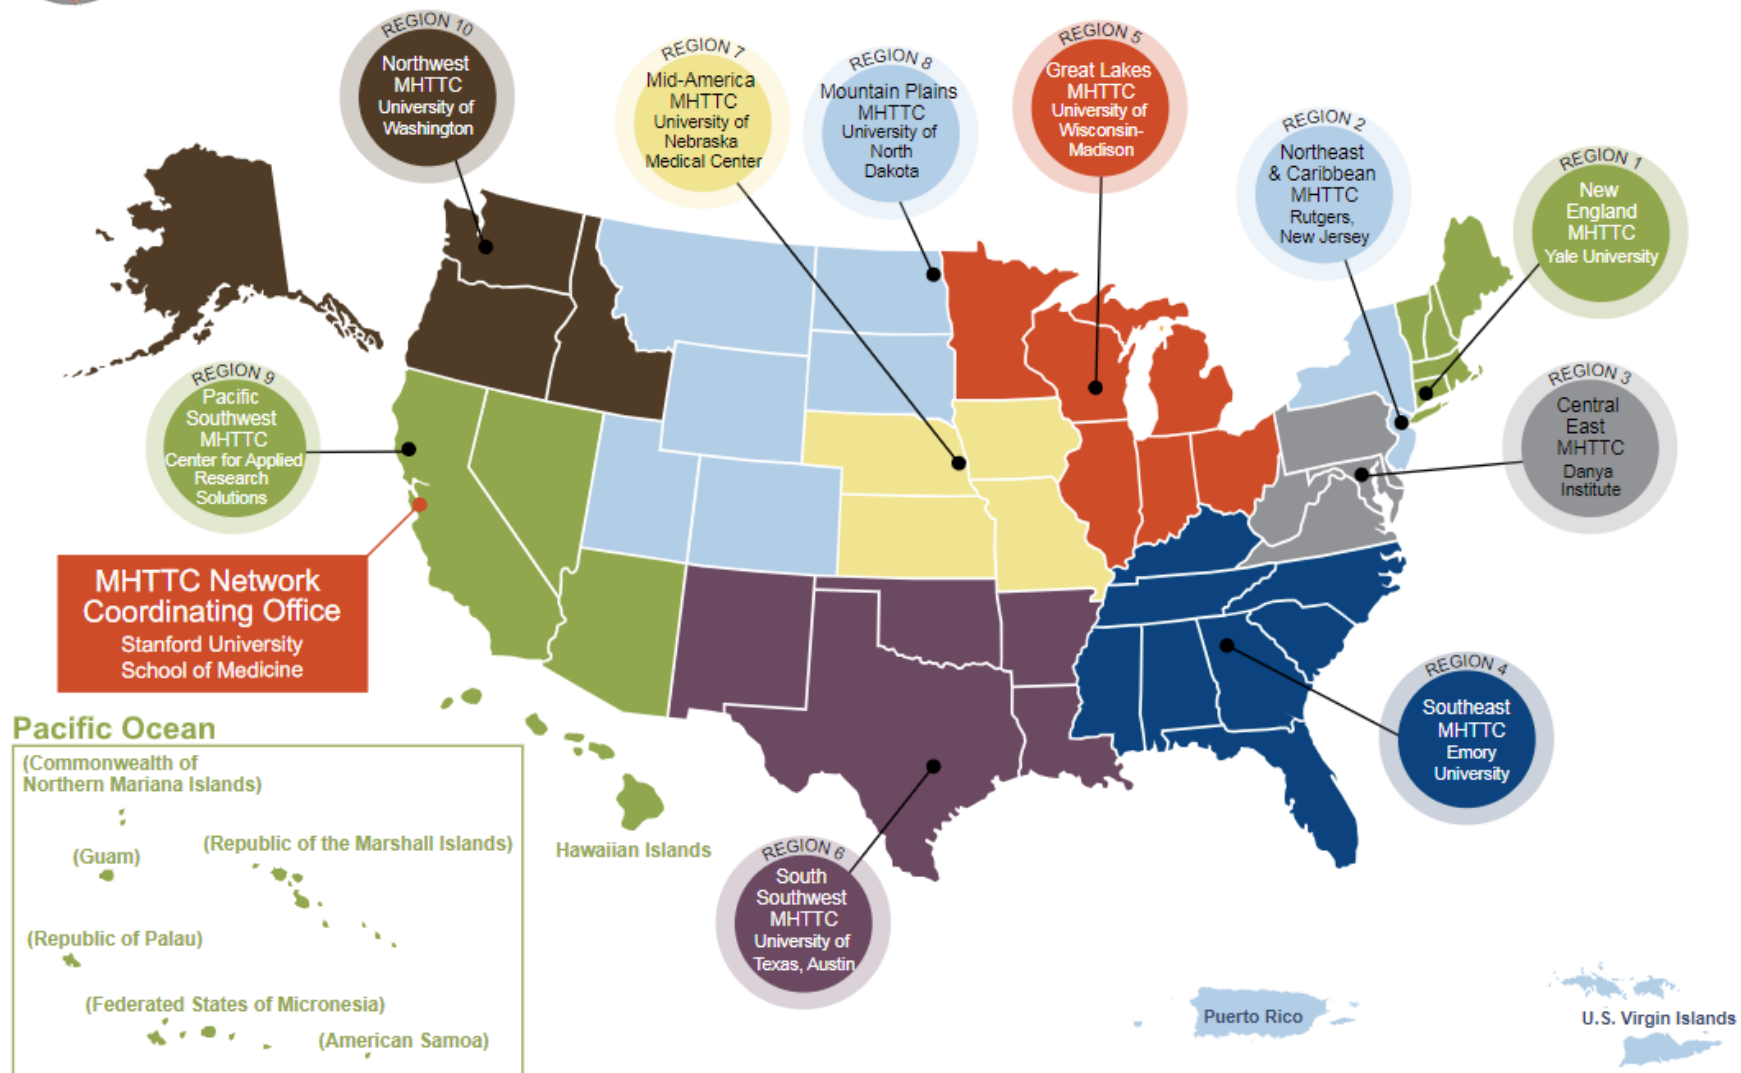 REGION 10
Northwest
MHTTC
University of
Washington
REGION 7
Mid-America
MHTTC
University of
Nebraska
Medical Center
REGION 8
Mountain Plains
MHTTC
University of
North
Dakota
REGION 5
Great Lakes
MHTTC
University of
Wisconsin-
Madison
REGION 2
Northeast
& Caribbean
MHTTC
Rutgers,
New Jersey
REGION 1
New
England
MHTTC
Yale University
REGION 9
Pacific
Southwest
MHTTC
Center for Applied
Research
Solutions
REGION 3
Central
East
MHTTC
Danya
Institute
MHTTC Network
Coordinating Office
Stanford University
School of Medicine
REGION 4
Southeast
MHTTC
Emory
University
Pacific Ocean
(Commonwealth of
Northern Mariana Islands)
(Guam)
(Republic of the Marshall Islands)
(Republic of Palau)
(Federated States of Micronesia)
(American Samoa)
Hawaiian Islands
REGION 6
South
Southwest
MHTTC
University of
Texas, Austin
Puerto Rico
U.S. Virgin Islands